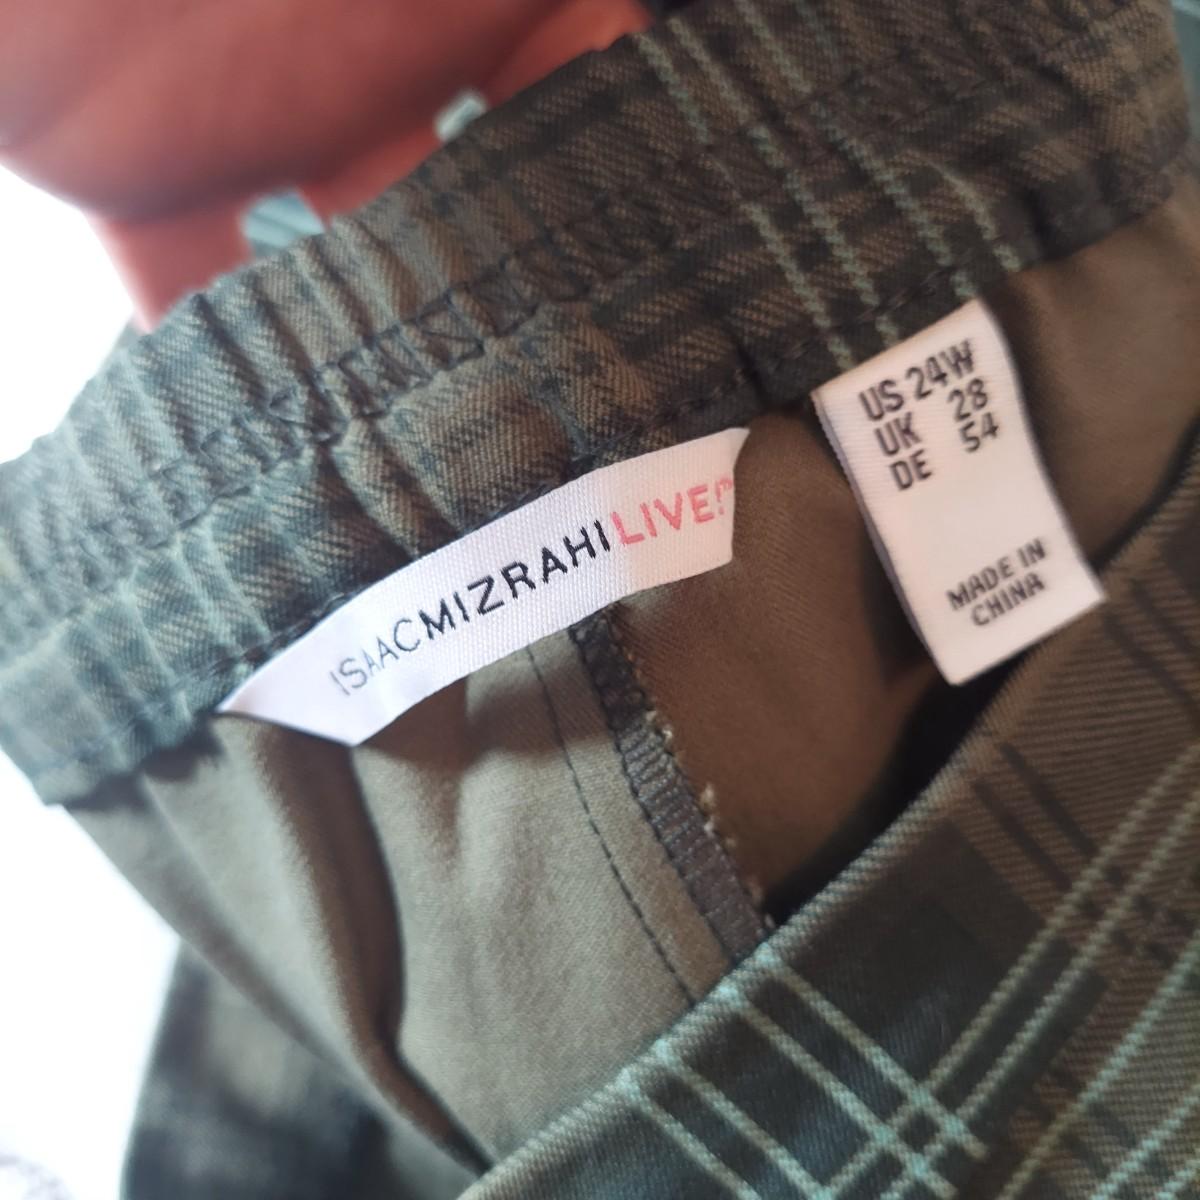 ISAACMIZRAHILIVE!
US 24W
UK 28
DE 54
MADE IN
CHINA